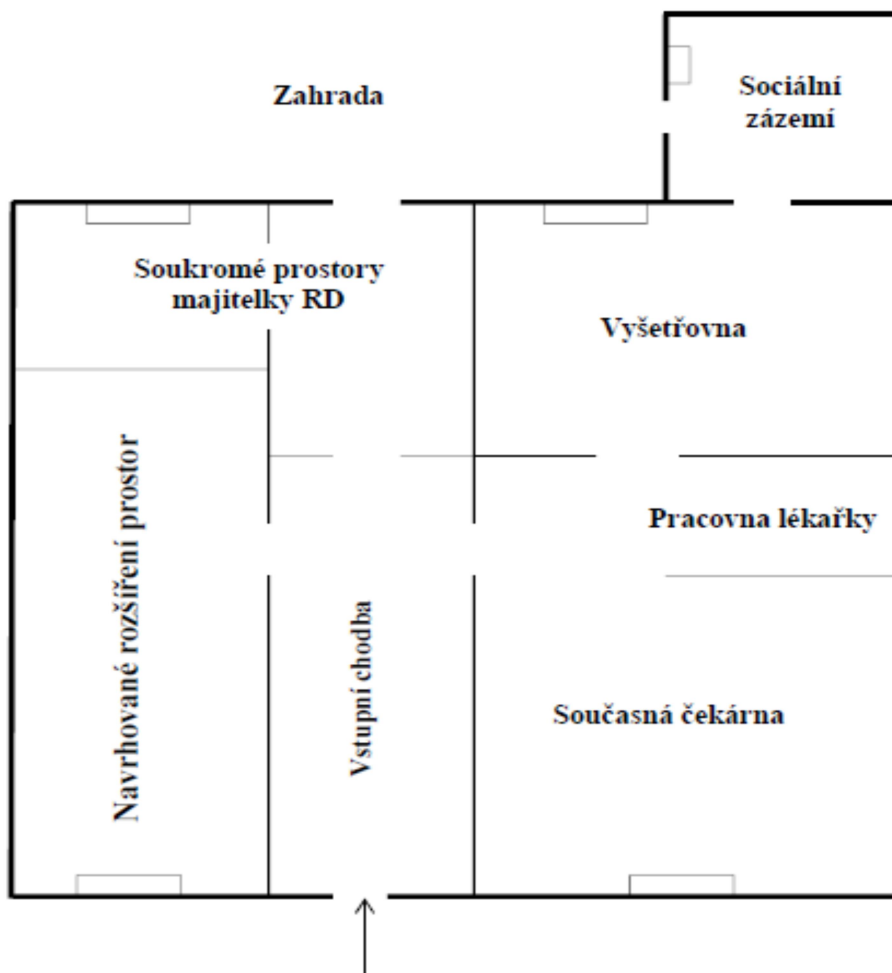 Zahrada
Sociální
zázemí
Soukromé prostory
majitelky RD
Vyšetřovna
Navrhované rozšíření prostor
Vstupní chodba
Pracovna lékařky
Současná čekárna